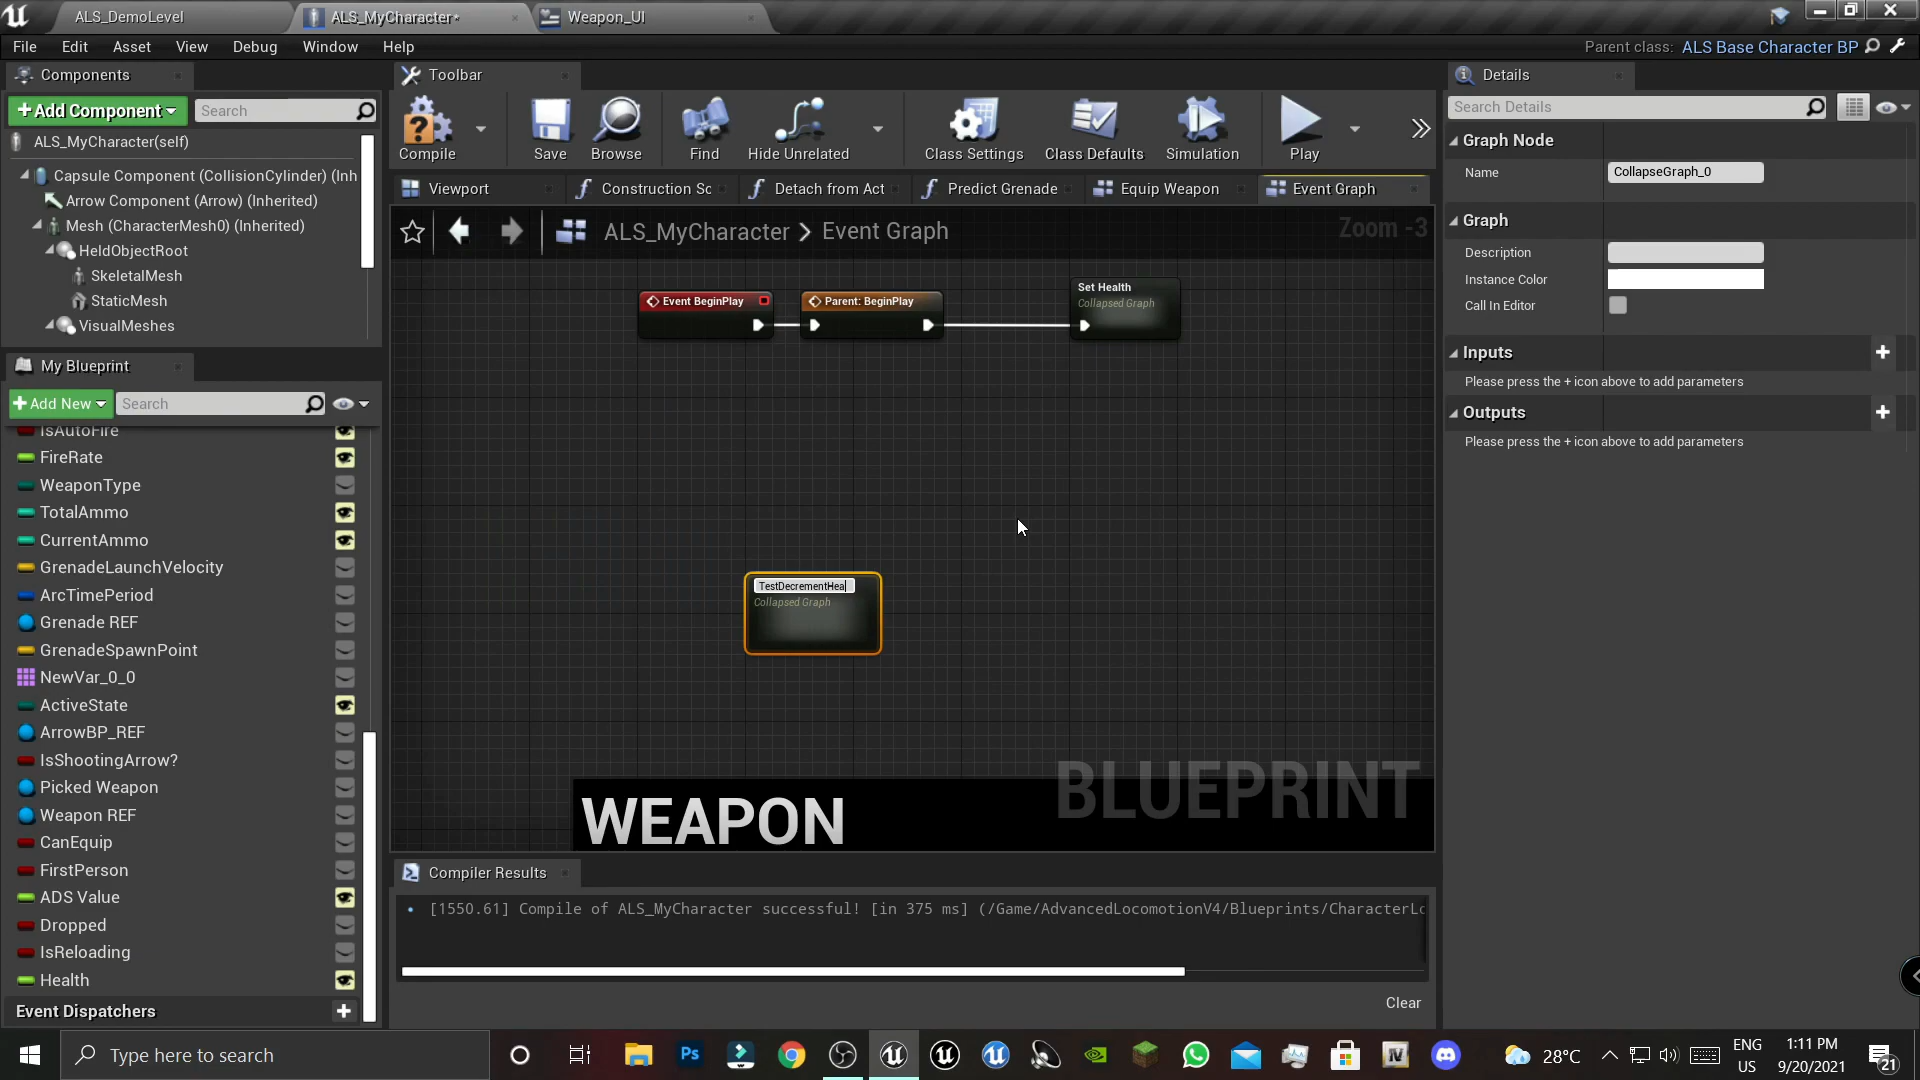 ALS_DemoLevel
ALS_MyCharacter*
Weapon_UI
File Edit Asset View Debug Window Help
Parent class: ALS Base Character BP
Components
+Add Component
Search
ALS_MyCharacter(self)
Capsule Component (CollisionCylinder) (Inh
Arrow Component (Arrow) (Inherited)
Mesh (CharacterMesh0) (Inherited)
HeldObjectRoot
SkeletalMesh
StaticMesh
VisualMeshes
My Blueprint
+Add New
Search
IsAutoFire
FireRate
WeaponType
TotalAmmo
CurrentAmmo
GrenadeLaunchVelocity
ArcTimePeriod
Grenade REF
GrenadeSpawnPoint
NewVar_0_0
ActiveState
ArrowBP_REF
IsShootingArrow?
Picked Weapon
Weapon REF
CanEquip
FirstPerson
ADS Value
Dropped
IsReloading
Health
Event Dispatchers
Toolbar
Compile
Save
Browse
Find
Hide Unrelated
Class Settings
Class Defaults
Simulation
Play
Viewport
Construction Sc
Detach from Act
Predict Grenade
Equip Weapon
Event Graph
ALS_MyCharacter > Event Graph
Zoom -3
Event BeginPlay
Parent: BeginPlay
Set Health
Collapsed Graph
TestDecrementHea
Collapsed Graph
WEAPON
BLUEPRINT
Compiler Results
[1550.61] Compile of ALS_MyCharacter successful! [in 375 ms] (/Game/AdvancedLocomotionV4/Blueprints/CharacterLo
Clear
Details
Search Details
Graph Node
Name
CollapseGraph_0
Graph
Description
Instance Color
Call In Editor
Inputs
Please press the + icon above to add parameters
Outputs
Please press the + icon above to add parameters
Type here to search
Ps
IV
28°C
ENG
US
1:11 PM
9/20/2021
21